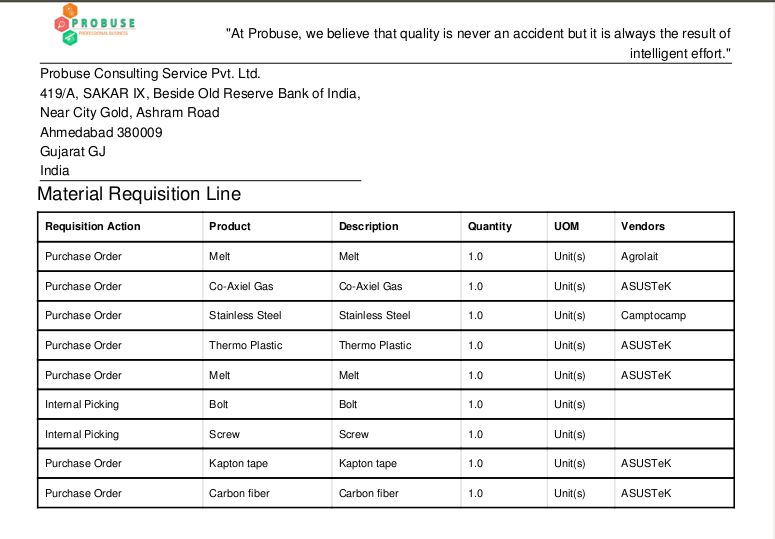 PROBUSE
PROFESSIONAL BUSINESS
"At Probuse, we believe that quality is never an accident but it is always the result of
intelligent effort."
Probuse Consulting Service Pvt. Ltd.
419/A, SAKAR IX, Beside Old Reserve Bank of India,
Near City Gold, Ashram Road
Ahmedabad 380009
Gujarat GJ
India
Material Requisition Line
Requisition Action Product Description Quantity UOM Vendors
Purchase Order Melt Melt 1.0 Unit(s) Agrolait
Purchase Order Co-Axiel Gas Co-Axiel Gas 1.0 Unit(s) ASUSTeK
Purchase Order Stainless Steel Stainless Steel 1.0 Unit(s) Camptocamp
Purchase Order Thermo Plastic Thermo Plastic 1.0 Unit(s) ASUSTeK
Purchase Order Melt Melt 1.0 Unit(s) ASUSTeK
Internal Picking Bolt Bolt 1.0 Unit(s)
Internal Picking Screw Screw 1.0 Unit(s)
Purchase Order Kapton tape Kapton tape 1.0 Unit(s) ASUSTeK
Purchase Order Carbon fiber Carbon fiber 1.0 Unit(s) ASUSTeK